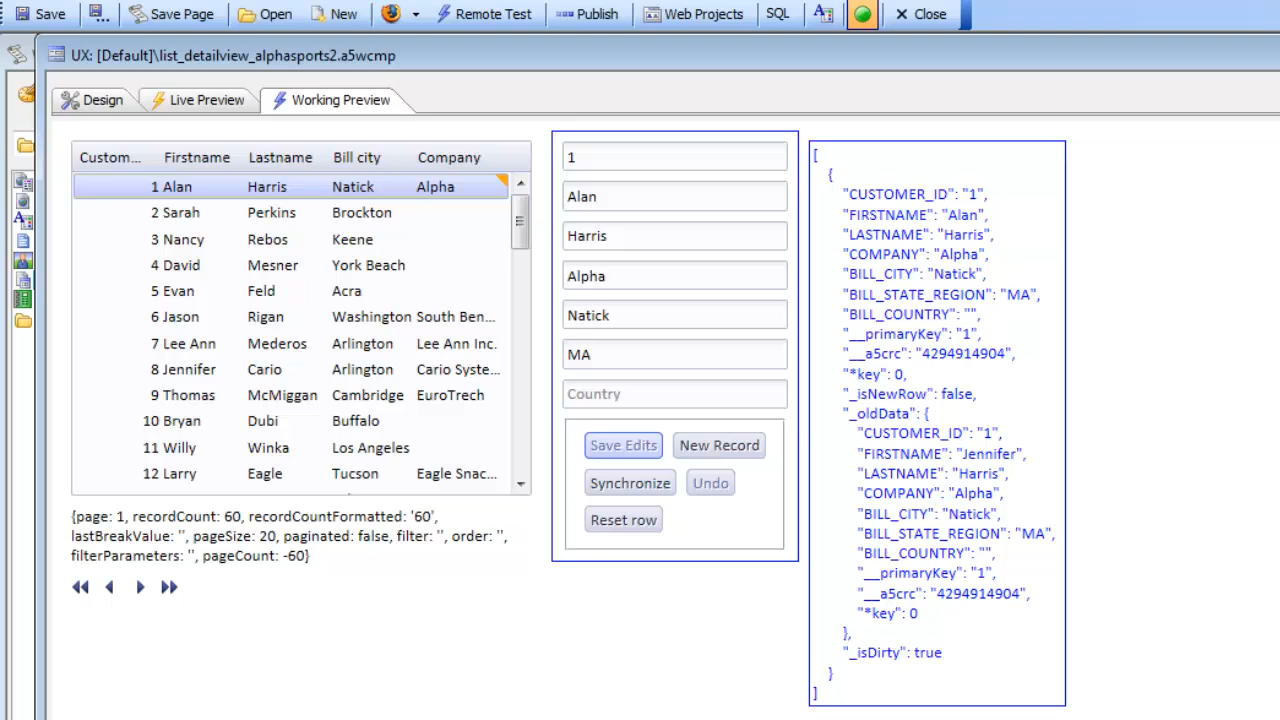 Save Save Page Open New Remote Test Publish Web Projects SQL Close
UX: [Default]\list_detailview_alphasports2.a5wcmp
Design Live Preview Working Preview
Custom... Firstname Lastname Bill city Company
1 Alan Harris Natick Alpha
2 Sarah Perkins Brockton
3 Nancy Rebos Keene
4 David Mesner York Beach
5 Evan Feld Acra
6 Jason Rigan Washington South Ben...
7 Lee Ann Mederos Arlington Lee Ann Inc.
8 Jennifer Cario Arlington Cario Syste...
9 Thomas McMiggan Cambridge EuroTrech
10 Bryan Dubi Buffalo
11 Willy Winka Los Angeles
12 Larry Eagle Tucson Eagle Snac...
{page: 1, recordCount: 60, recordCountFormatted: '60',
lastBreakValue: '', pageSize: 20, paginated: false, filter: '', order: '',
filterParameters: '', pageCount: -60}
1
Alan
Harris
Alpha
Natick
MA
Country
Save Edits New Record
Synchronize Undo
Reset row
[
{
"CUSTOMER_ID": "1",
"FIRSTNAME": "Alan",
"LASTNAME": "Harris",
"COMPANY": "Alpha",
"BILL_CITY": "Natick",
"BILL_STATE_REGION": "MA",
"BILL_COUNTRY": "",
"__primaryKey": "1",
"__a5crc": "4294914904",
"*key": 0,
"_isNewRow": false,
"_oldData": {
"CUSTOMER_ID": "1",
"FIRSTNAME": "Jennifer",
"LASTNAME": "Harris",
"COMPANY": "Alpha",
"BILL_CITY": "Natick",
"BILL_STATE_REGION": "MA",
"BILL_COUNTRY": "",
"__primaryKey": "1",
"__a5crc": "4294914904",
"*key": 0
},
"_isDirty": true
}
]